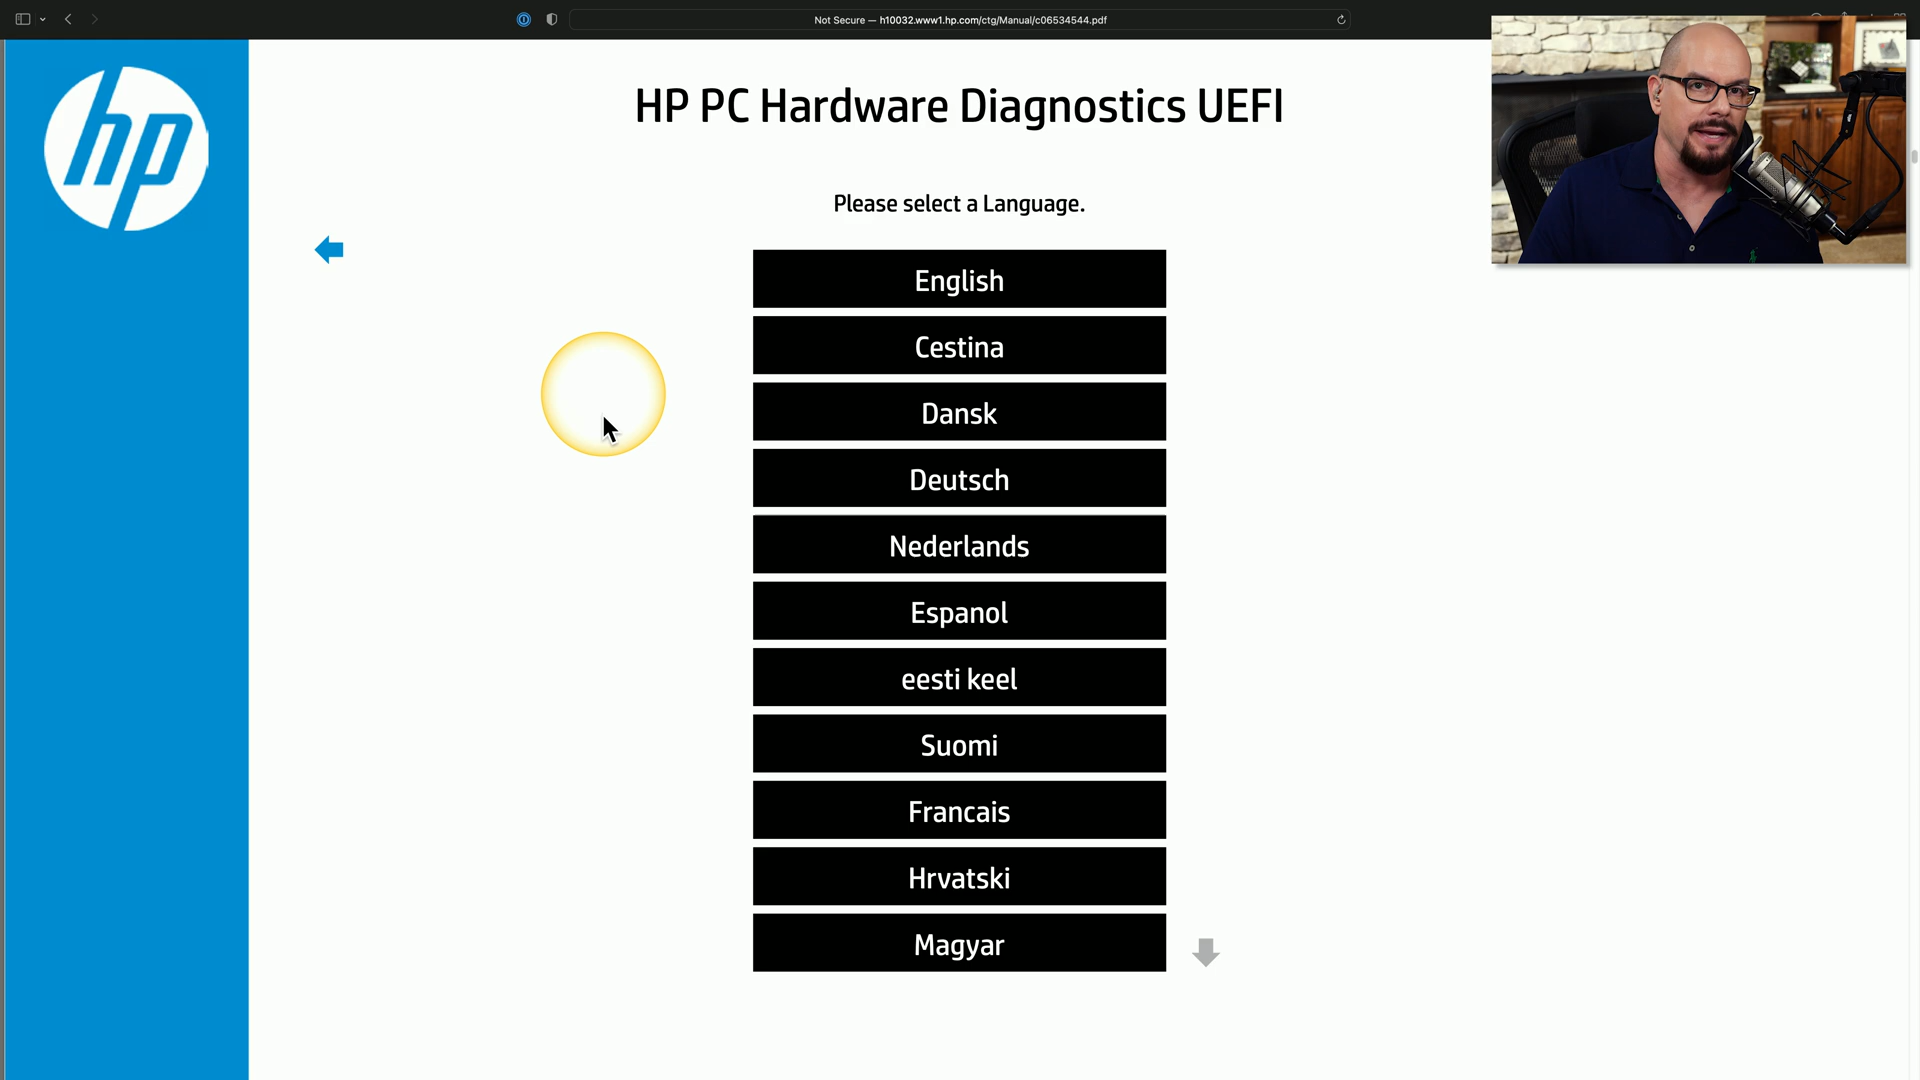 Not Secure — h10032.www1.hp.com/ctg/Manual/c06534544.pdf
hp
HP PC Hardware Diagnostics UEFI
Please select a Language.
English
Cestina
Dansk
Deutsch
Nederlands
Espanol
eesti keel
Suomi
Francais
Hrvatski
Magyar